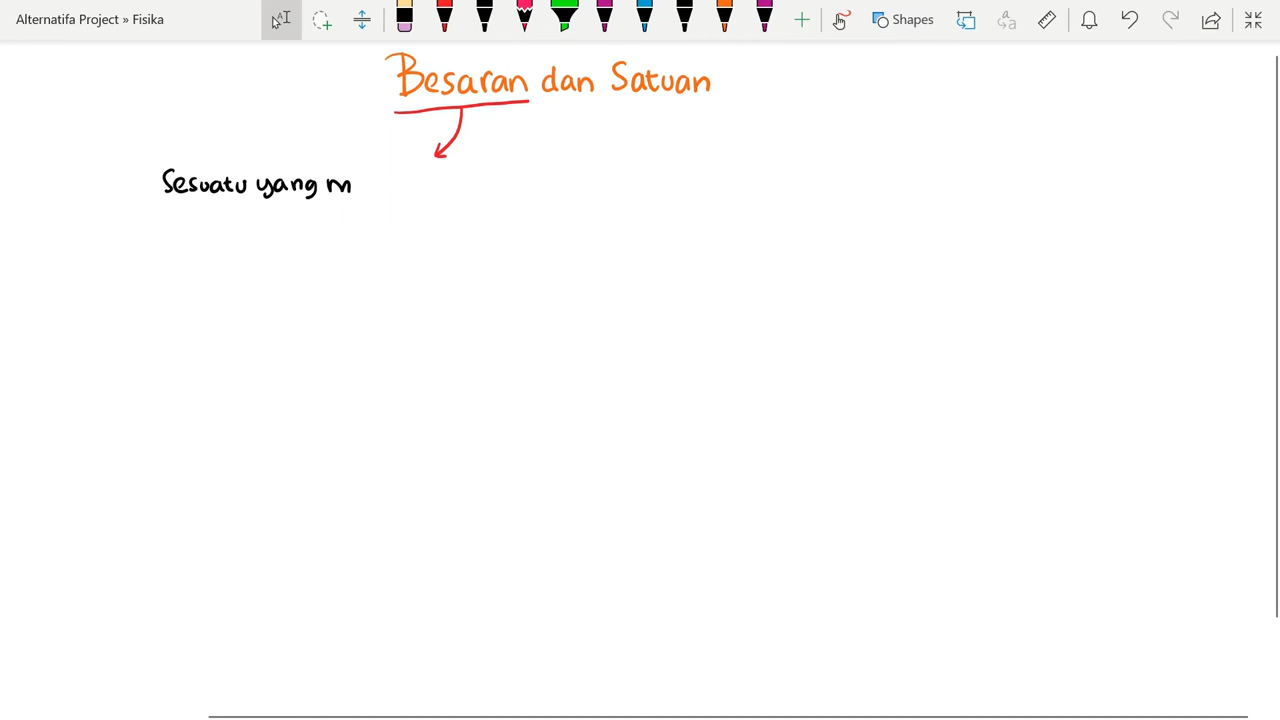 Alternatifa Project » Fisika
Shapes
Besaran dan Satuan
Sesuatu yang m